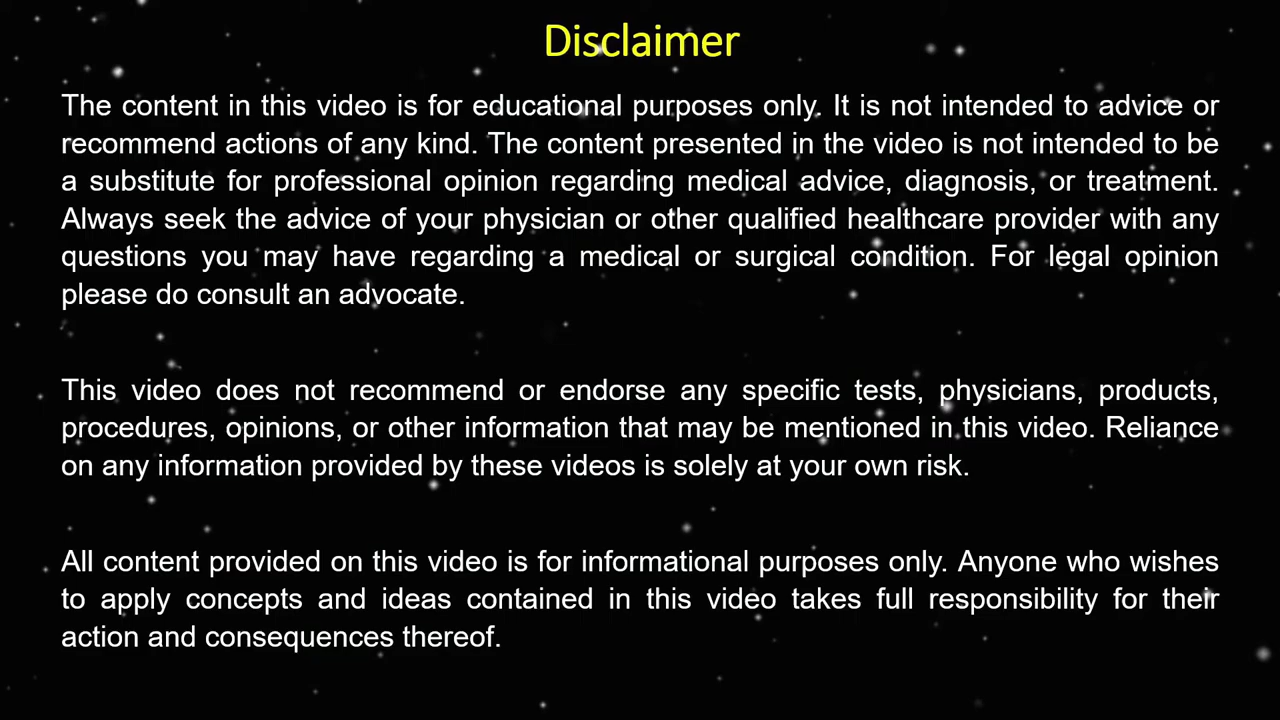 Disclaimer
The content in this video is for educational purposes only. It is not intended to advice or
recommend actions of any kind. The content presented in the video is not intended to be
a substitute for professional opinion regarding medical advice, diagnosis, or treatment.
Always seek the advice of your physician or other qualified healthcare provider with any
questions you may have regarding a medical or surgical condition. For legal opinion
please do consult an advocate.
This video does not recommend or endorse any specific tests, physicians, products,
procedures, opinions, or other information that may be mentioned in this video. Reliance
on any information provided by these videos is solely at your own risk.
All content provided on this video is for informational purposes only. Anyone who wishes
to apply concepts and ideas contained in this video takes full responsibility for their
action and consequences thereof.